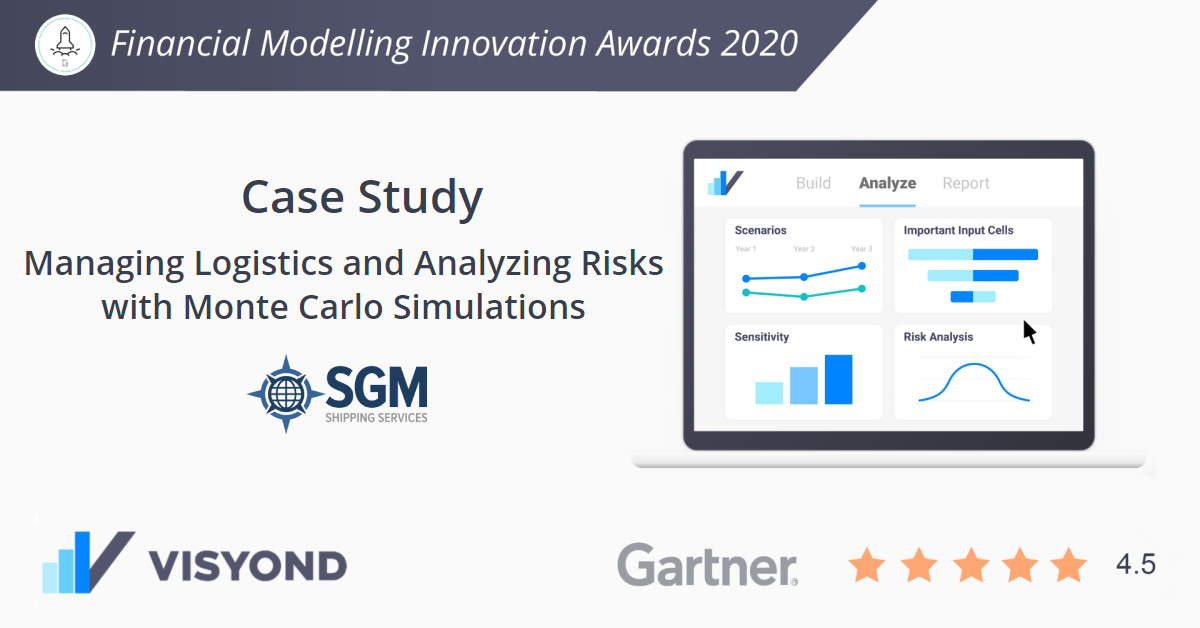 Financial Modelling Innovation Awards 2020
Case Study
Managing Logistics and Analyzing Risks
with Monte Carlo Simulations
SGM
SHIPPING SERVICES
Build Analyze Report
Scenarios
Year 1 Year 2 Year 3
Important Input Cells
Sensitivity
Risk Analysis
VISYOND
Gartner
4.5